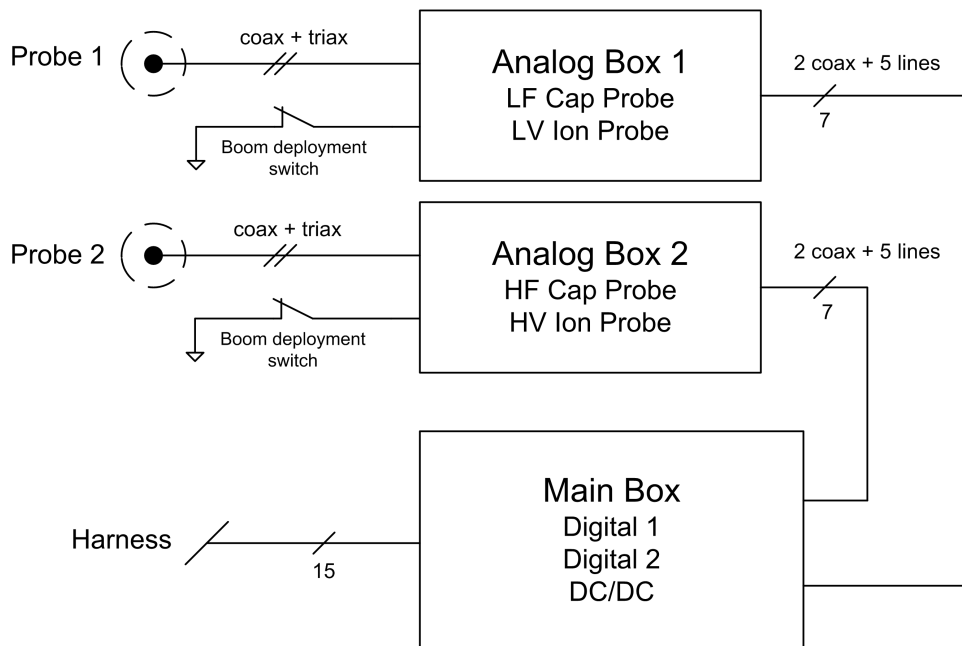 Probe 1
coax + triax
Boom deployment
switch
Analog Box 1
LF Cap Probe
LV Ion Probe
2 coax + 5 lines
7
Probe 2
coax + triax
Boom deployment
switch
Analog Box 2
HF Cap Probe
HV Ion Probe
2 coax + 5 lines
7
Harness
15
Main Box
Digital 1
Digital 2
DC/DC